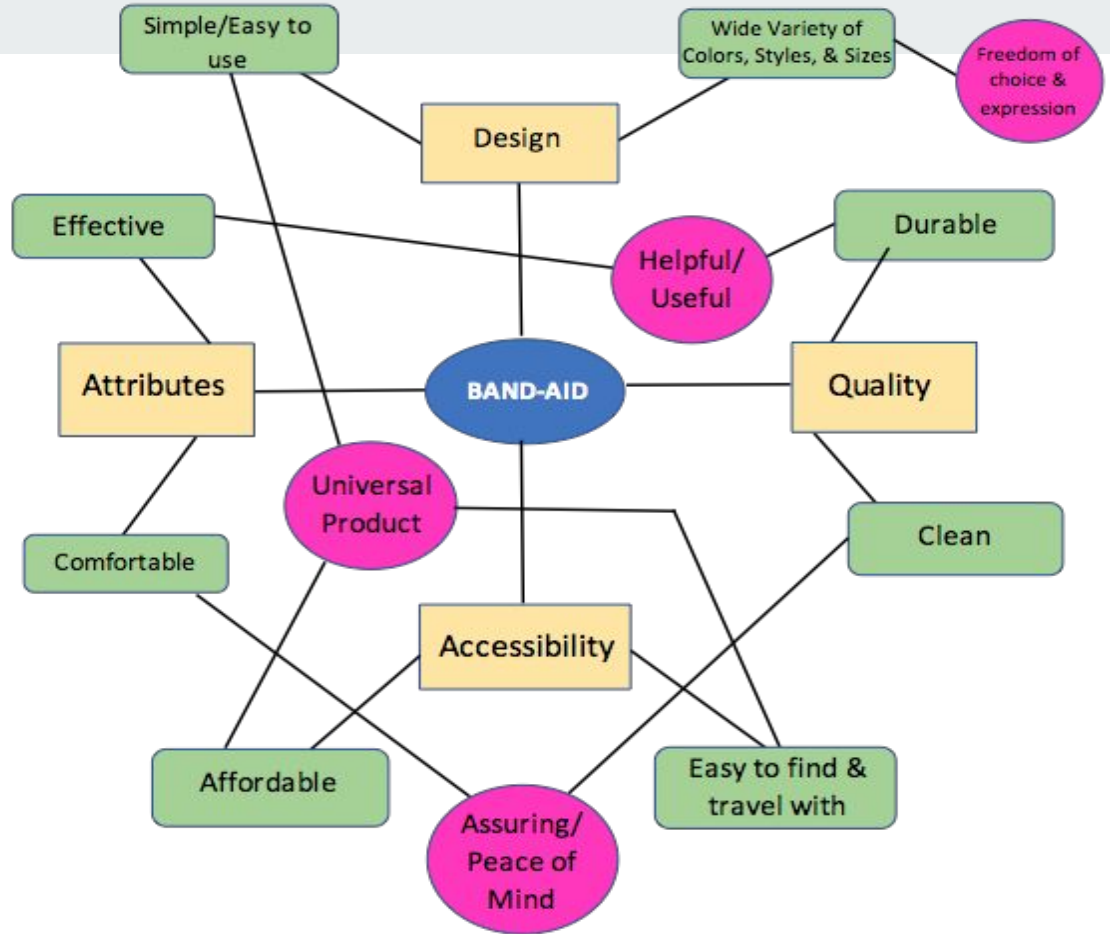 Simple/Easy to
use
Wide Variety of
Colors, Styles, & Sizes
Freedom of
choice &
expression
Design
Effective
Helpful/
Useful
Durable
Attributes
BAND-AID
Quality
Universal
Product
Comfortable
Clean
Accessibility
Affordable
Easy to find &
travel with
Assuring/
Peace of
Mind